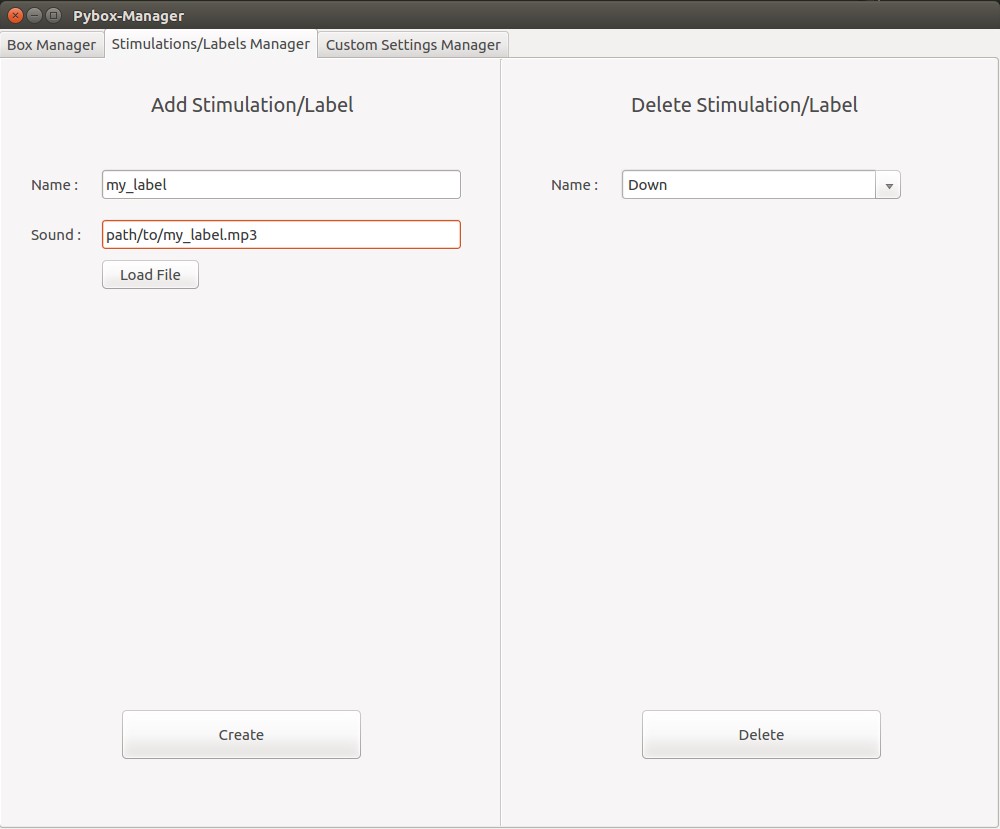 Pybox-Manager
Box Manager Stimulations/Labels Manager Custom Settings Manager
Add Stimulation/Label
Name :
my_label
Sound :
path/to/my_label.mp3
Load File
Create
Delete Stimulation/Label
Name :
Down
Delete